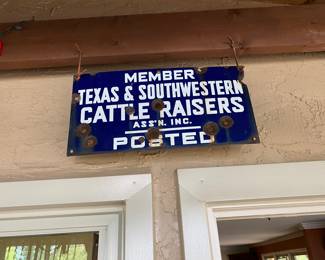 MEMBER
TEXAS & SOUTHWESTERN
CATTLE RAISERS
ASS'N. INC.
POSTED